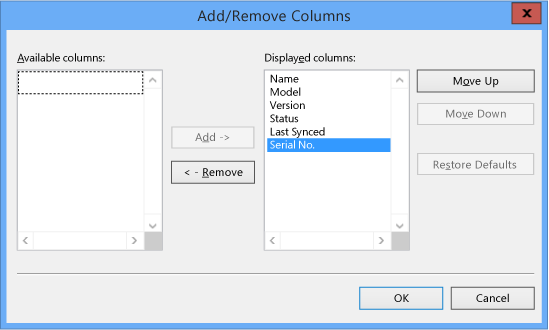 Add/Remove Columns
x
Available columns:
Displayed columns:
Name
Model
Version
Status
Last Synced
Serial No.
Add ->
< - Remove
Move Up
Move Down
Restore Defaults
OK
Cancel